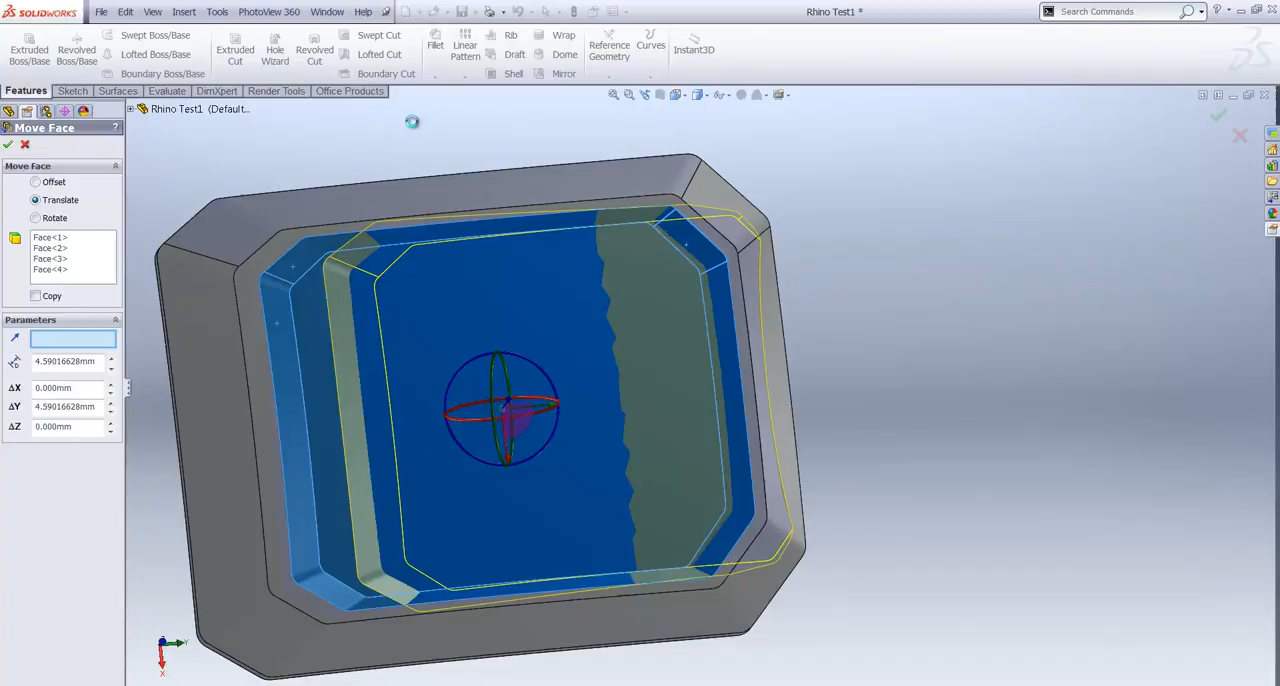 SOLIDWORKS File Edit View Insert Tools PhotoView 360 Window Help Rhino Test1 * Search Commands ?
Extruded Boss/Base
Revolved Boss/Base
Swept Boss/Base
Lofted Boss/Base
Boundary Boss/Base
Extruded Cut
Hole Wizard
Revolved Cut
Swept Cut
Lofted Cut
Boundary Cut
Fillet
Linear Pattern
Rib
Draft
Shell
Wrap
Dome
Mirror
Reference Geometry
Curves
Instant3D
Features Sketch Surfaces Evaluate DimXpert Render Tools Office Products
Rhino Test1 (Default...
Move Face ?
Move Face
Offset
Translate
Rotate
Face<1>
Face<2>
Face<3>
Face<4>
Copy
Parameters
4.59016628mm
ΔX 0.000mm
ΔY 4.59016628mm
ΔZ 0.000mm
Y
X